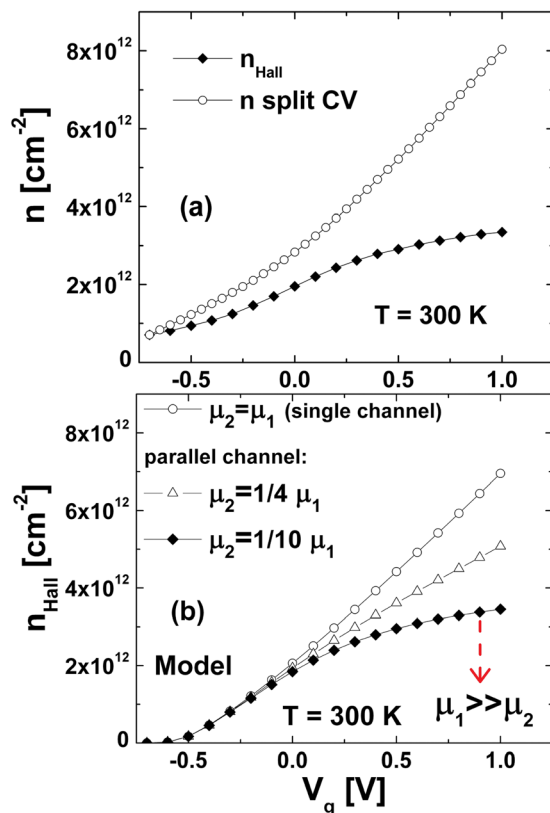 8x10¹²
6x10¹²
4x10¹²
2x10¹²
0
n [cm⁻²]
n_Hall
n split CV
(a)
T = 300 K
-0.5 0.0 0.5 1.0
μ₂=μ₁ (single channel)
parallel channel:
μ₂=1/4 μ₁
μ₂=1/10 μ₁
8x10¹²
6x10¹²
4x10¹²
2x10¹²
0
n_Hall [cm⁻²]
(b)
Model
T = 300 K
μ₁>>μ₂
-0.5 0.0 0.5 1.0
V_g [V]